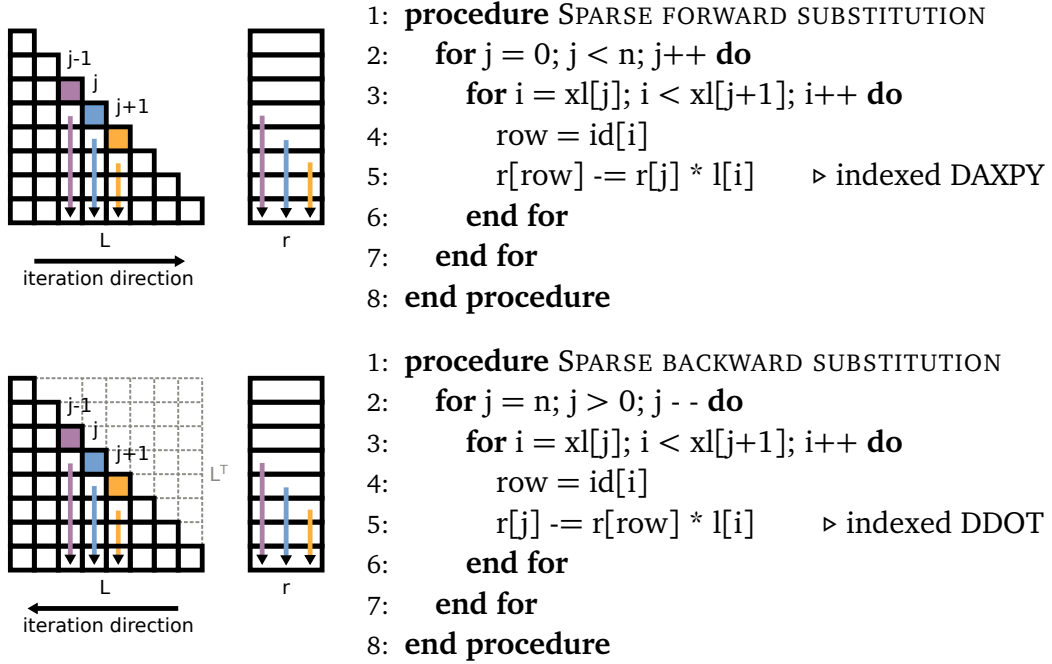 1: procedure SPARSE FORWARD SUBSTITUTION
2: for j = 0; j < n; j++ do
3: for i = xl[j]; i < xl[j+1]; i++ do
4: row = id[i]
5: r[row] -= r[j] * l[i] ▹ indexed DAXPY
6: end for
7: end for
8: end procedure
j-1
j
j+1
L
r
iteration direction
1: procedure SPARSE BACKWARD SUBSTITUTION
2: for j = n; j > 0; j - - do
3: for i = xl[j]; i < xl[j+1]; i++ do
4: row = id[i]
5: r[j] -= r[row] * l[i] ▹ indexed DDOT
6: end for
7: end for
8: end procedure
j-1
j
j+1
Lᵀ
L
r
iteration direction